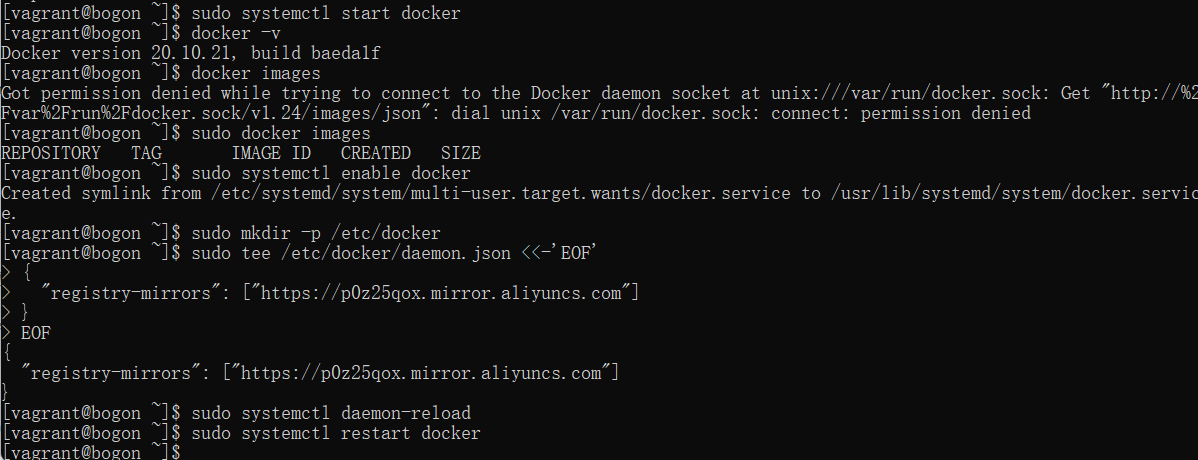 [vagrant@bogon ~]$ sudo systemctl start docker
[vagrant@bogon ~]$ docker -v
Docker version 20.10.21, build baeda1f
[vagrant@bogon ~]$ docker images
Got permission denied while trying to connect to the Docker daemon socket at unix:///var/run/docker.sock: Get "http://%2
Fvar%2Frun%2Fdocker.sock/v1.24/images/json": dial unix /var/run/docker.sock: connect: permission denied
[vagrant@bogon ~]$ sudo docker images
REPOSITORY   TAG       IMAGE ID   CREATED   SIZE
[vagrant@bogon ~]$ sudo systemctl enable docker
Created symlink from /etc/systemd/system/multi-user.target.wants/docker.service to /usr/lib/systemd/system/docker.servic
e.
[vagrant@bogon ~]$ sudo mkdir -p /etc/docker
[vagrant@bogon ~]$ sudo tee /etc/docker/daemon.json <<-'EOF'
> {
>   "registry-mirrors": ["https://p0z25qox.mirror.aliyuncs.com"]
> }
> EOF
{
  "registry-mirrors": ["https://p0z25qox.mirror.aliyuncs.com"]
}
[vagrant@bogon ~]$ sudo systemctl daemon-reload
[vagrant@bogon ~]$ sudo systemctl restart docker
[vagrant@bogon ~]$